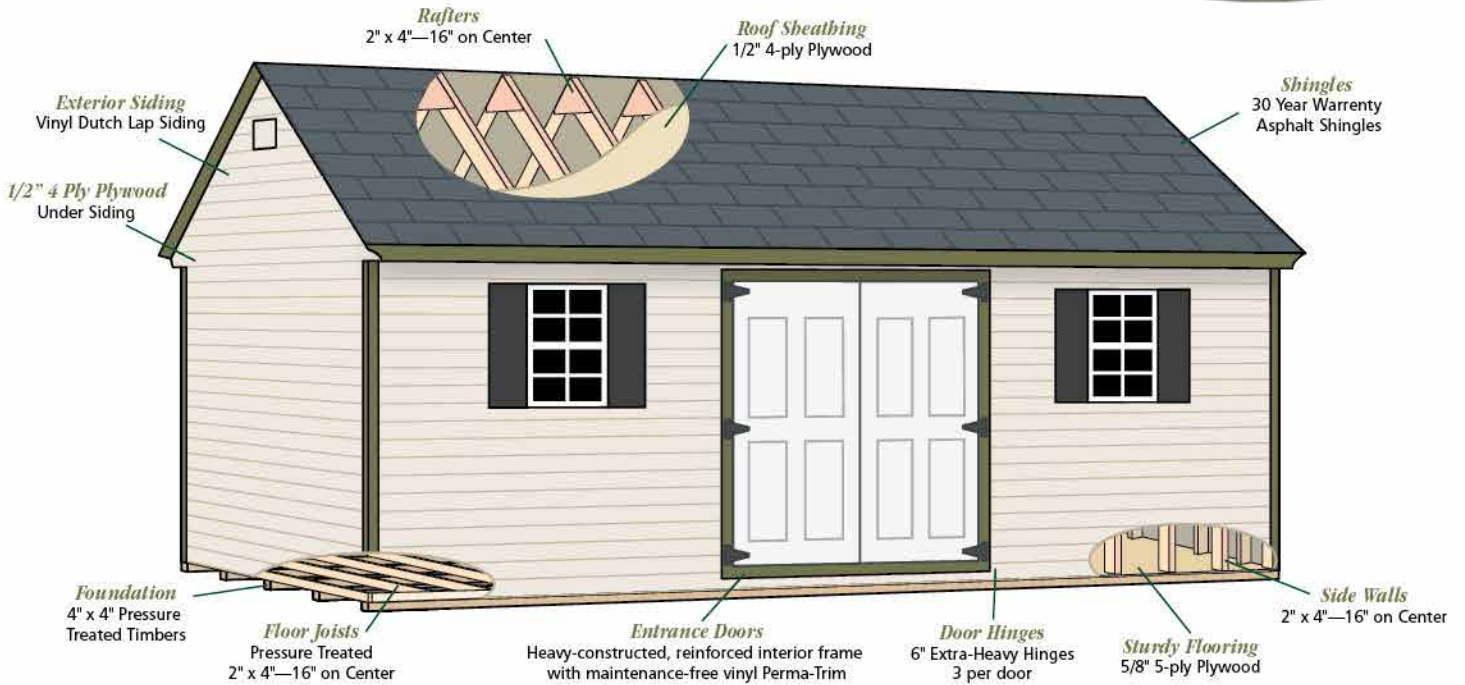 Rafters
2" x 4"—16" on Center
Roof Sheathing
1/2" 4-ply Plywood
Shingles
30 Year Warrenty
Asphalt Shingles
Exterior Siding
Vinyl Dutch Lap Siding
1/2” 4 Ply Plywood
Under Siding
Foundation
4" x 4" Pressure
Treated Timbers
Floor Joists
Pressure Treated
2" x 4"—16" on Center
Entrance Doors
Heavy-constructed, reinforced interior frame
with maintenance-free vinyl Perma-Trim
Door Hinges
6" Extra-Heavy Hinges
3 per door
Sturdy Flooring
5/8" 5-ply Plywood
Side Walls
2" x 4"—16" on Center